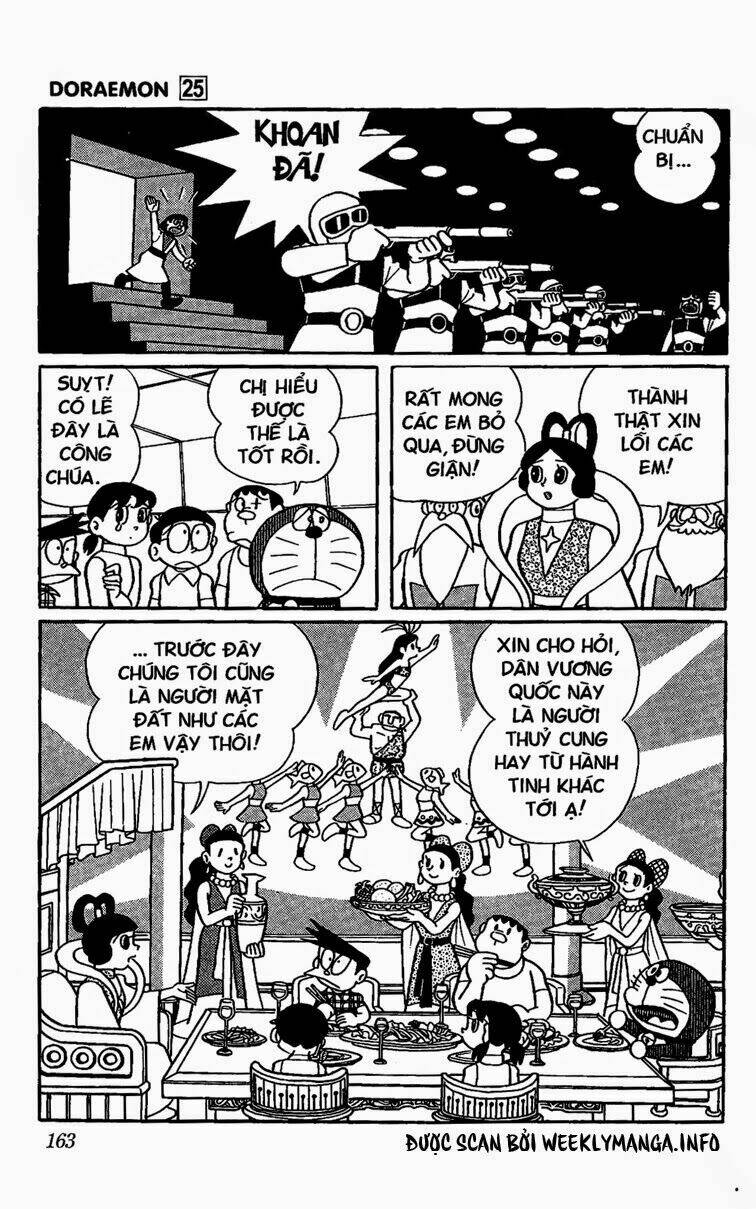 DORAEMON 25
KHOAN
ĐÃ!
CHUẨN
BỊ...
SUỴT!
CÓ LẼ
ĐÂY LÀ
CÔNG
CHÚA.
CHỊ HIỂU
ĐƯỢC
THẾ LÀ
TỐT RỒI.
RẤT MONG
CÁC EM BỎ
QUA, ĐỪNG
GIẬN!
THÀNH
THẬT XIN
LỖI CÁC
EM!
... TRƯỚC ĐÂY
CHÚNG TÔI CŨNG
LÀ NGƯỜI MẶT
ĐẤT NHƯ CÁC
EM VẬY THÔI!
XIN CHO HỎI,
DÂN VƯƠNG
QUỐC NÀY
LÀ NGƯỜI
THUỶ CUNG
HAY TỪ HÀNH
TINH KHÁC
TỚI Ạ!
163
ĐƯỢC SCAN BỞI WEEKLYMANGA.INFO